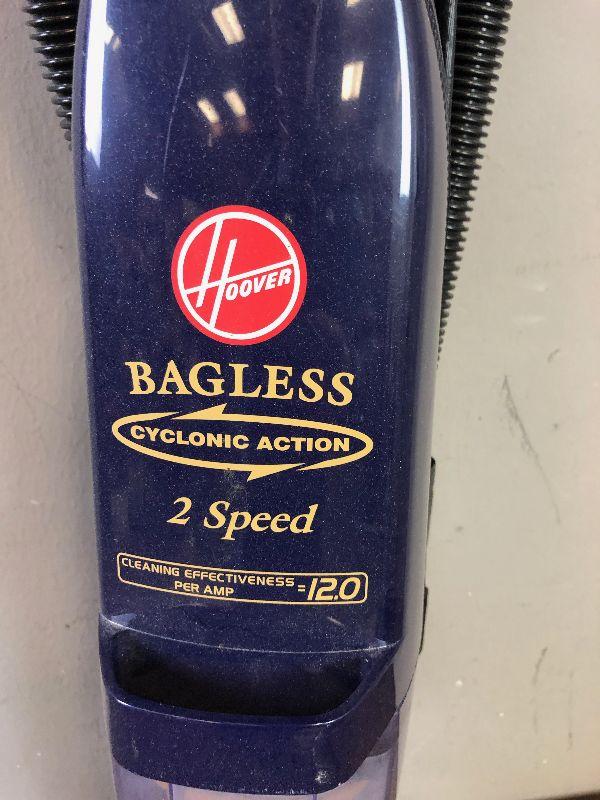 HOOVER
BAGLESS
CYCLONIC ACTION
2 Speed
CLEANING EFFECTIVENESS
PER AMP =12.0